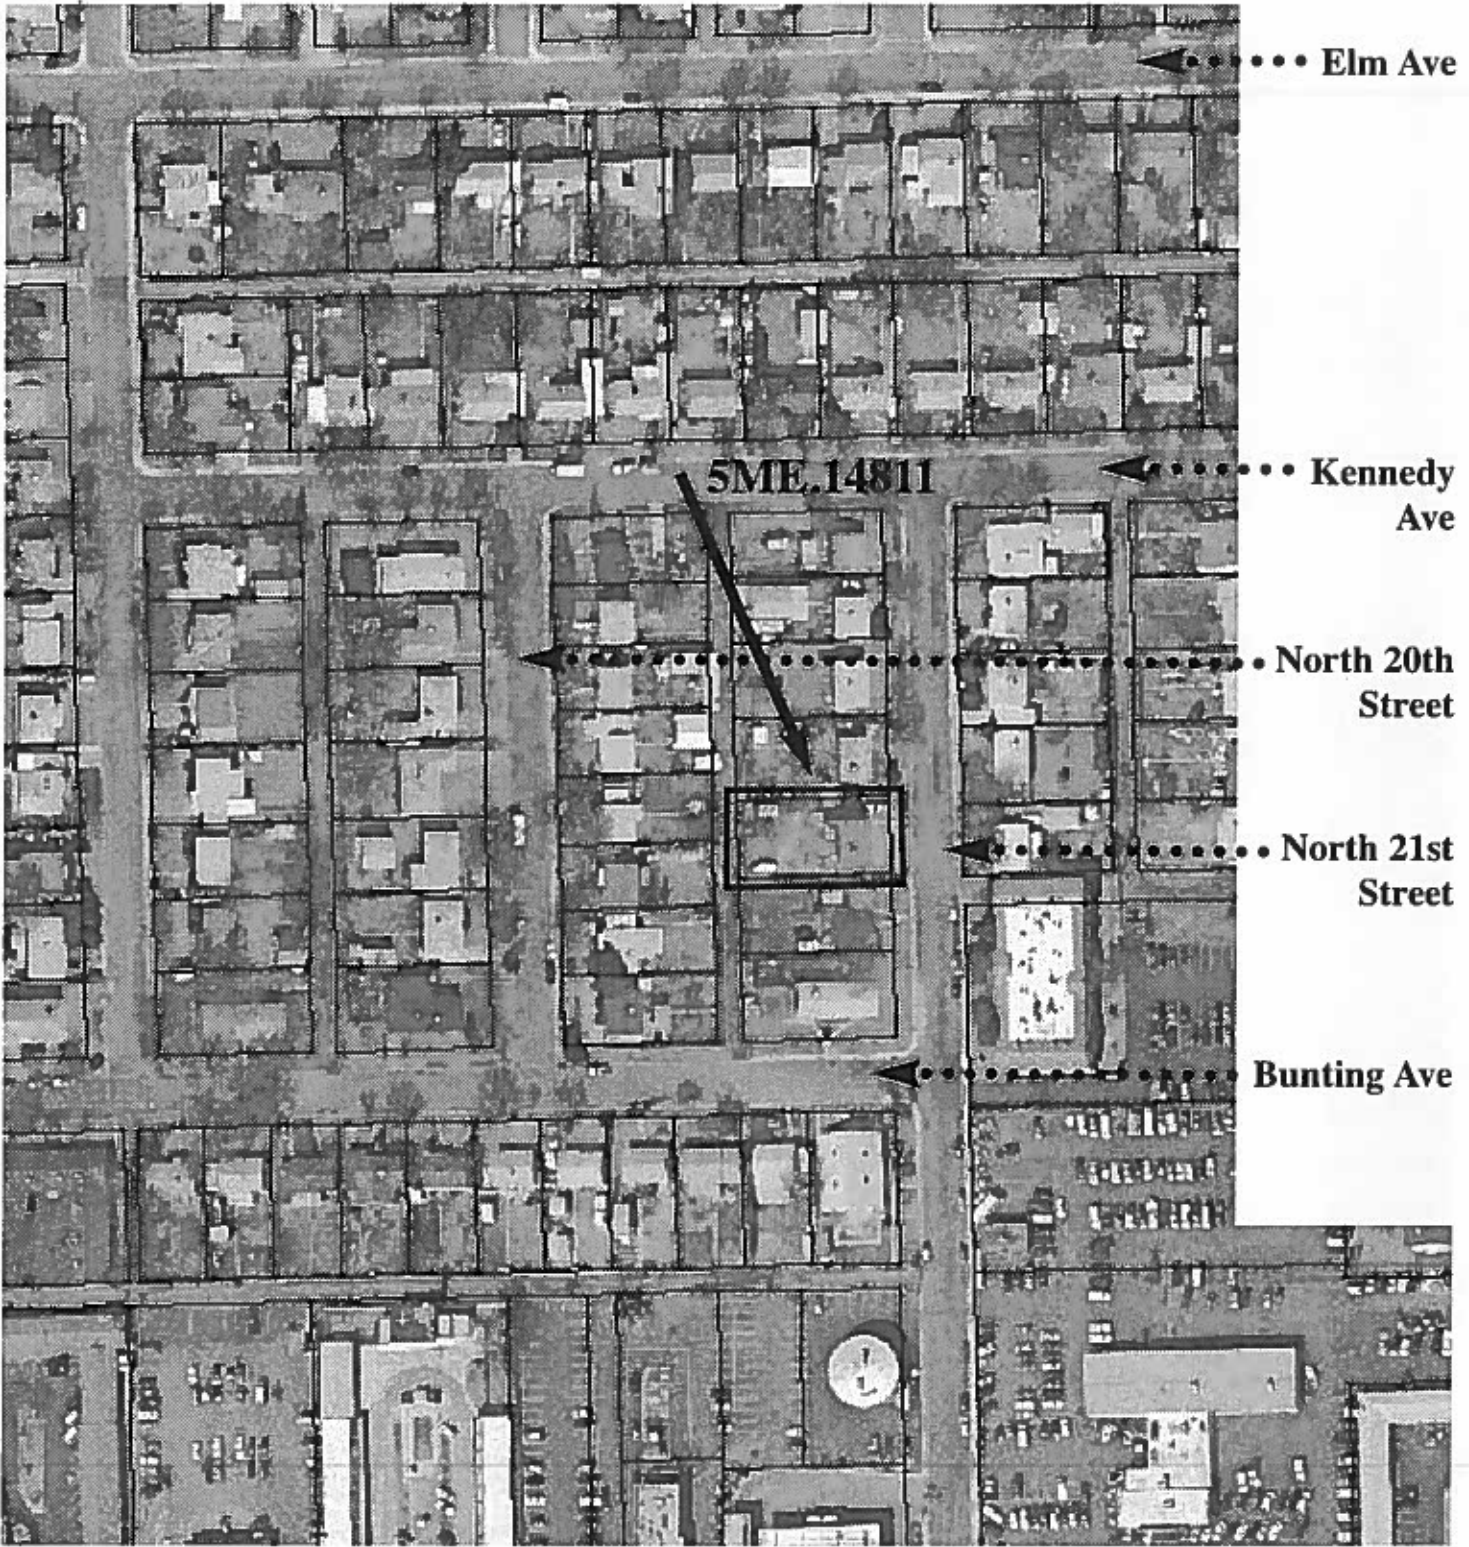 Elm Ave
5ME.14811
Kennedy
Ave
North 20th
Street
North 21st
Street
Bunting Ave